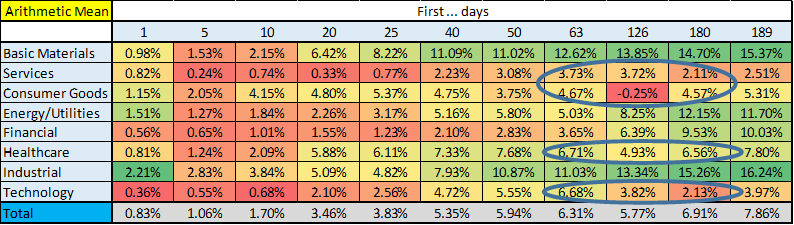 Arithmetic Mean First ... days
1 5 10 20 25 40 50 63 126 180 189
Basic Materials 0.98% 1.53% 2.15% 6.42% 8.22% 11.09% 11.02% 12.62% 13.85% 14.70% 15.37%
Services 0.82% 0.24% 0.74% 0.33% 0.77% 2.23% 3.08% 3.73% 3.72% 2.11% 2.51%
Consumer Goods 1.15% 2.05% 4.15% 4.80% 5.37% 4.75% 3.75% 4.67% -0.25% 4.57% 5.31%
Energy/Utilities 1.51% 1.27% 1.84% 2.26% 3.17% 5.16% 5.80% 5.03% 8.25% 12.15% 11.70%
Financial 0.56% 0.65% 1.01% 1.55% 1.23% 2.10% 2.83% 3.65% 6.39% 9.53% 10.03%
Healthcare 0.81% 1.24% 2.09% 5.88% 6.11% 7.33% 7.68% 6.71% 4.93% 6.56% 7.80%
Industrial 2.21% 2.83% 3.84% 5.09% 4.82% 7.93% 10.87% 11.03% 13.34% 15.26% 16.24%
Technology 0.36% 0.55% 0.68% 2.10% 2.56% 4.72% 5.55% 6.68% 3.82% 2.13% 3.97%
Total 0.83% 1.06% 1.70% 3.46% 3.83% 5.35% 5.94% 6.31% 5.77% 6.91% 7.86%